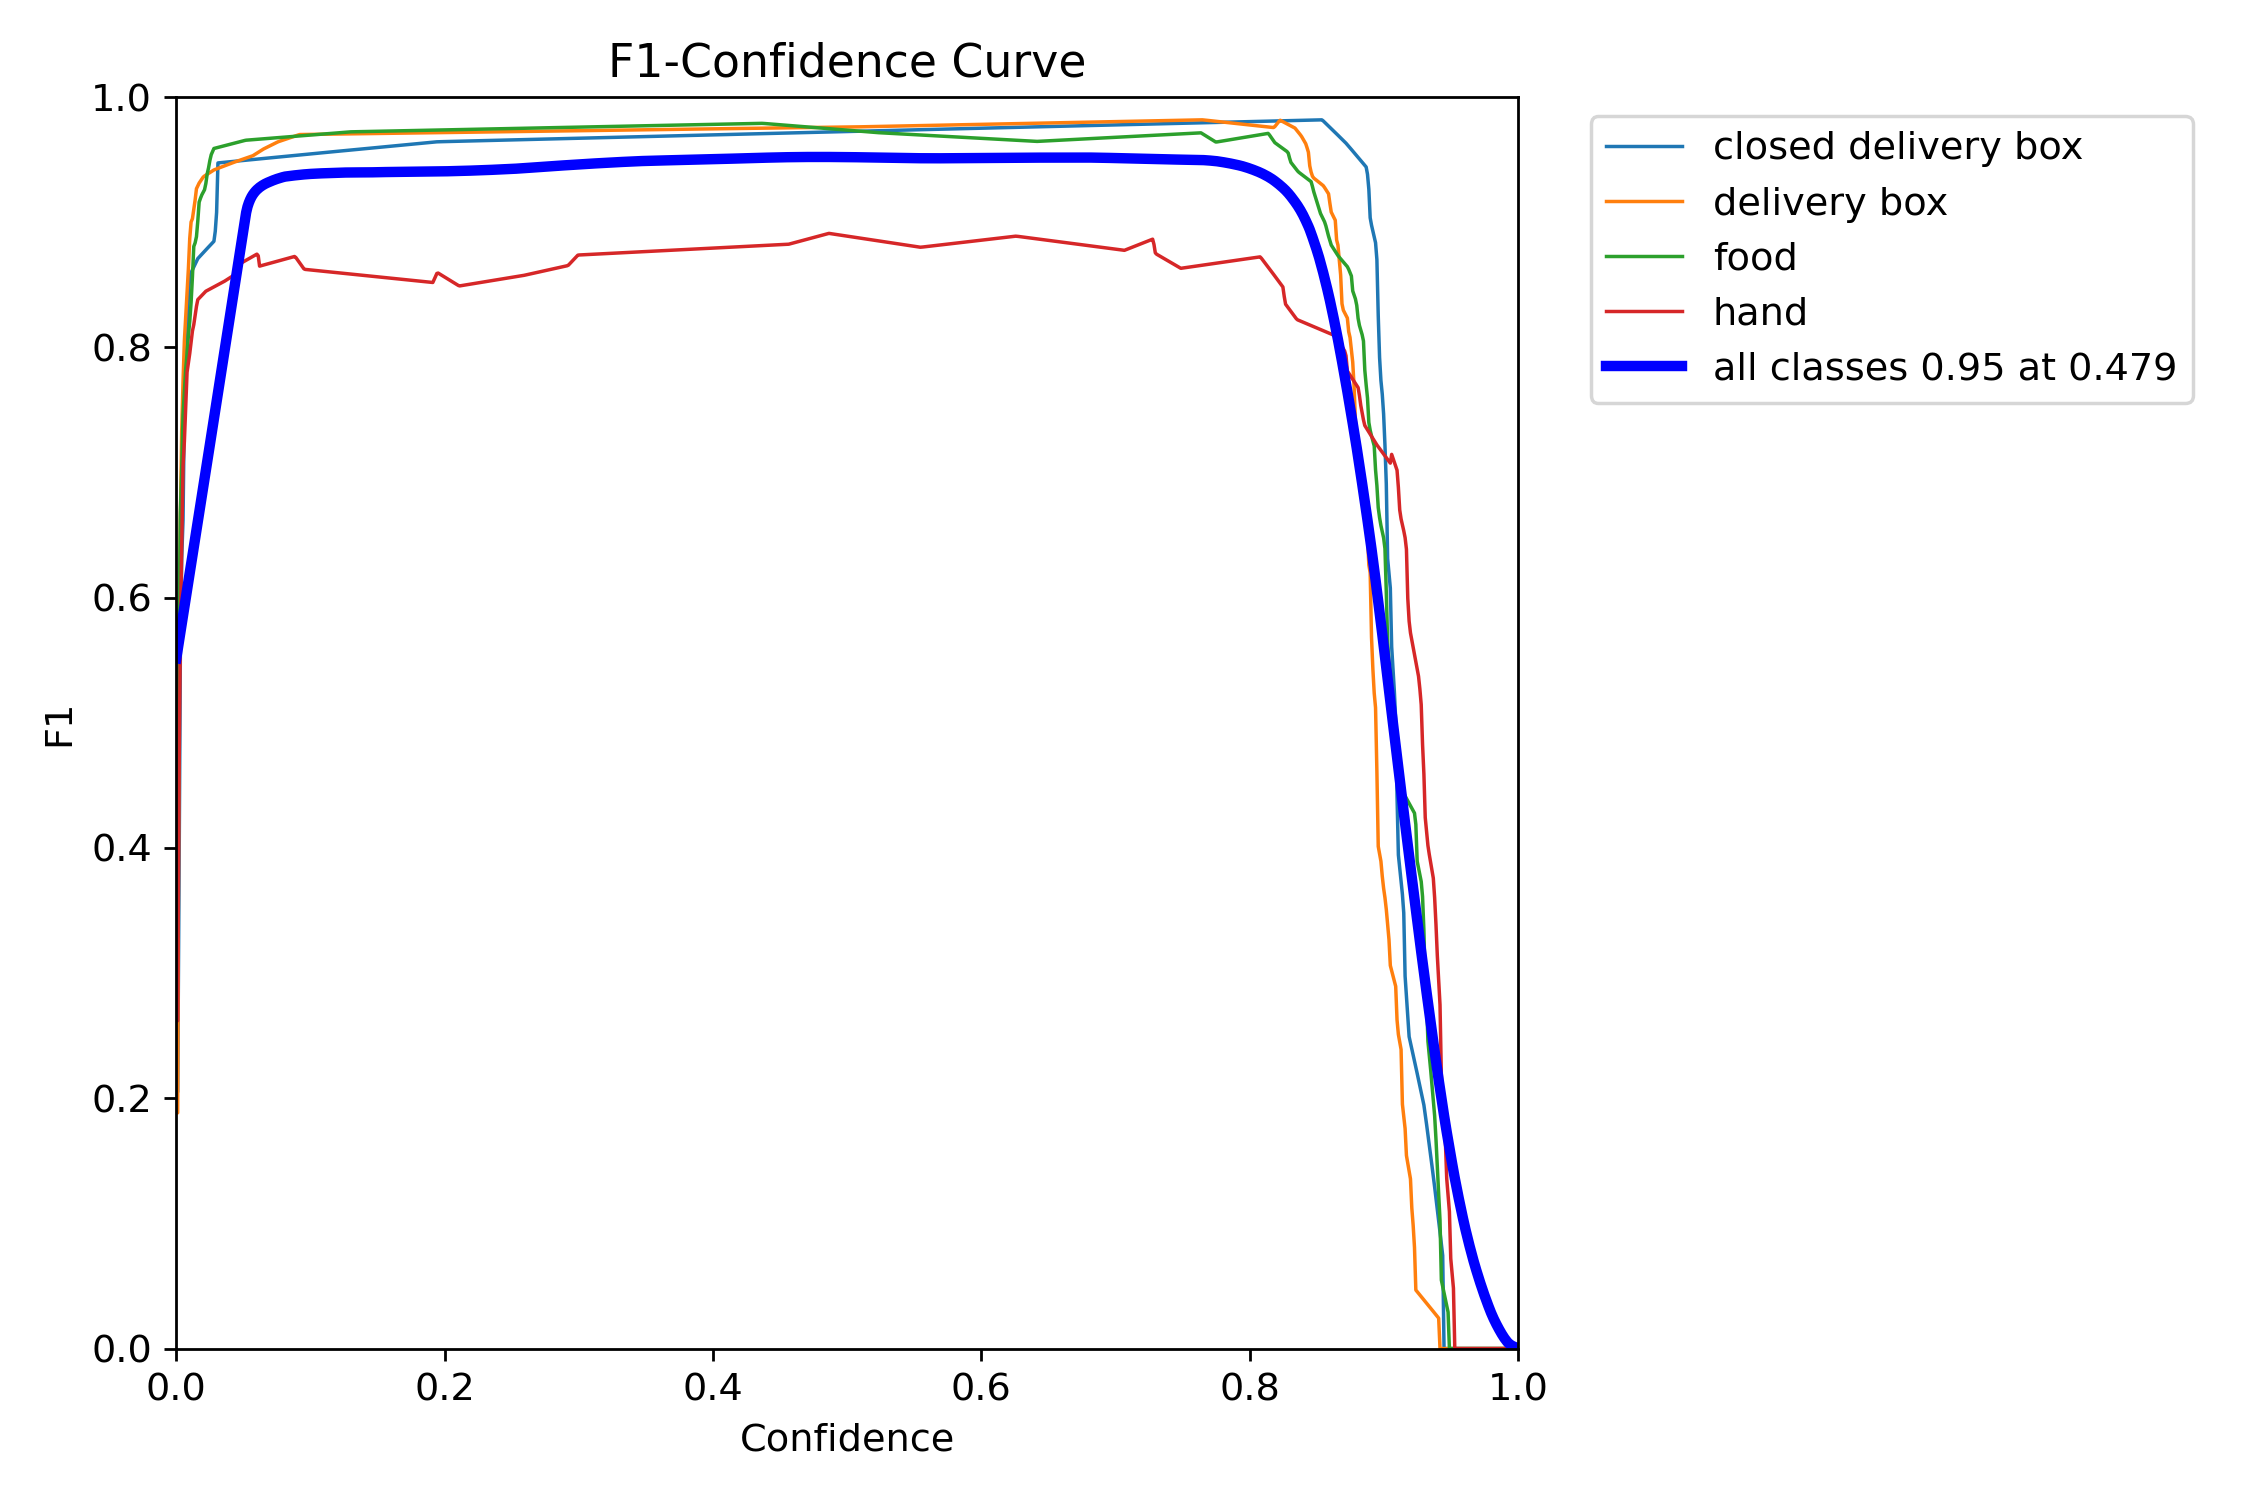 F1-Confidence Curve
1.0
0.8
0.6
0.4
0.2
0.0
F1
0.0 0.2 0.4 0.6 0.8 1.0
Confidence
closed delivery box
delivery box
food
hand
all classes 0.95 at 0.479